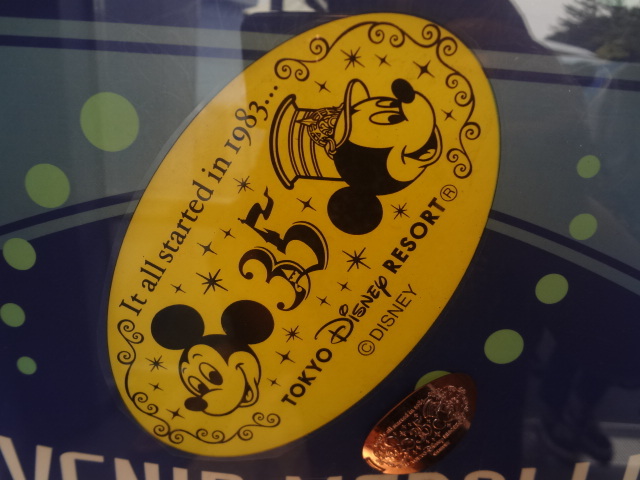 It all started in 1983....
35
TOKYO Disney RESORT®
©DISNEY